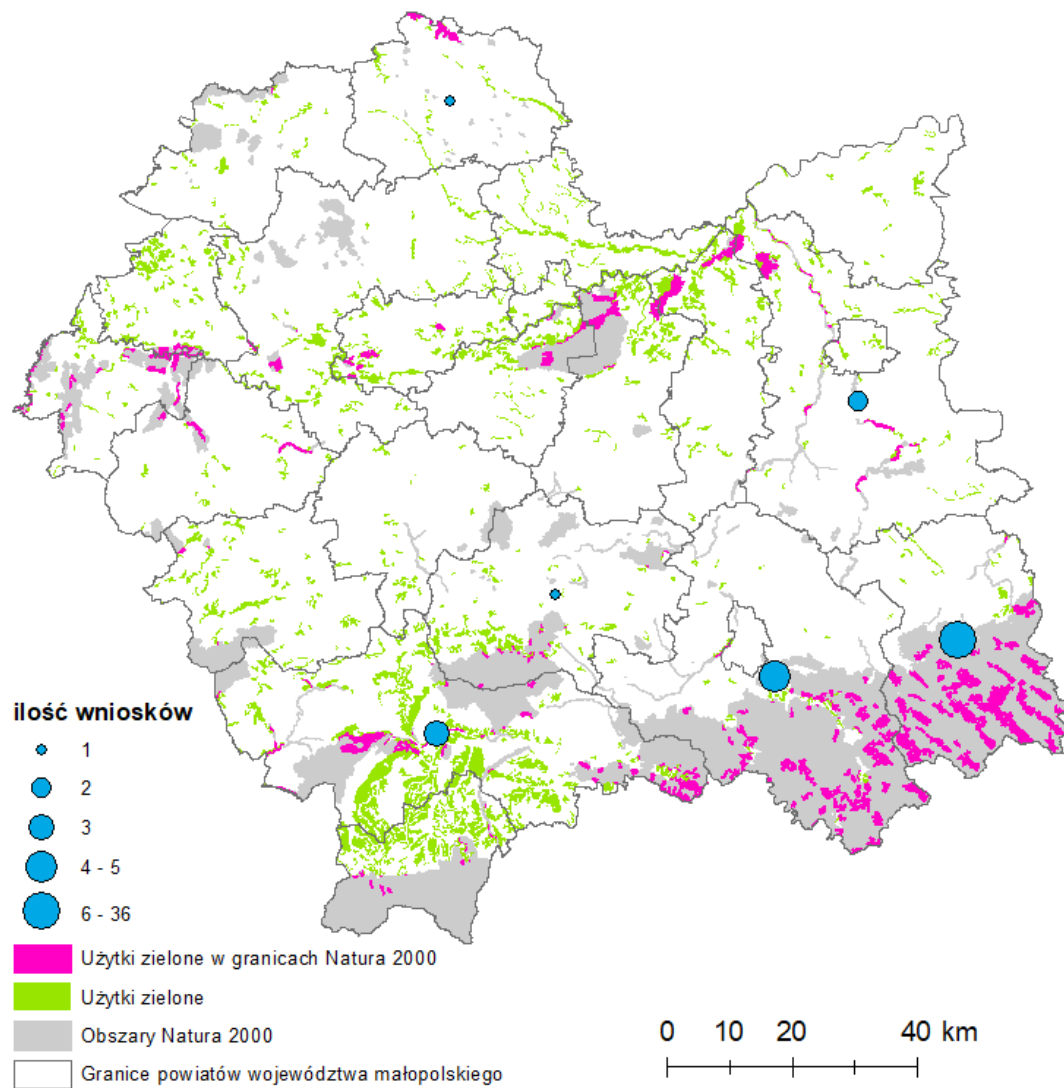 ilość wniosków
1
2
3
4 - 5
6 - 36
Użytki zielone w granicach Natura 2000
Użytki zielone
Obszary Natura 2000
Granice powiatów województwa małopolskiego
0 10 20 40 km